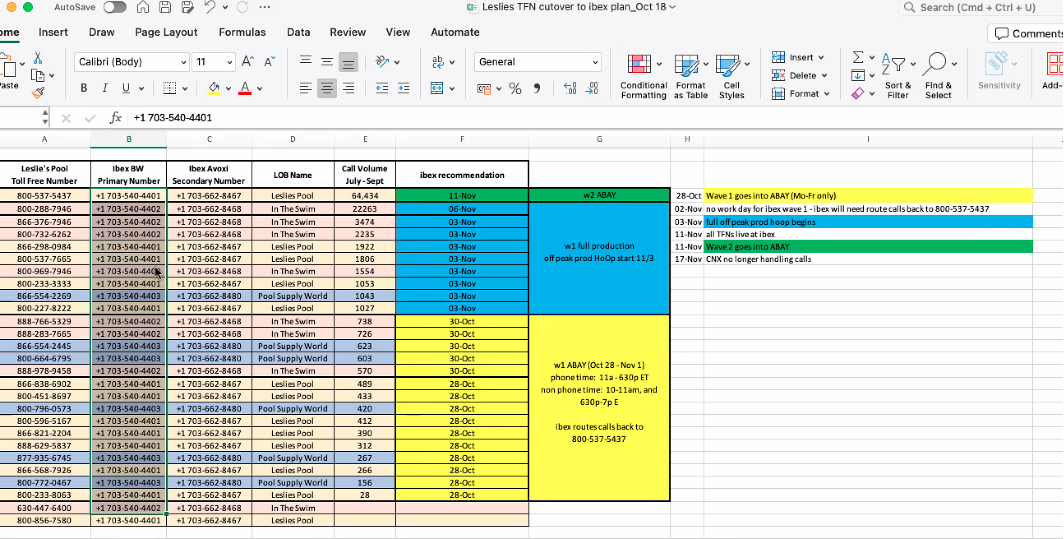 AutoSave
Leslies TFN cutover to ibex plan_Oct 18
Search (Cmd + Ctrl + U)
ome Insert Draw Page Layout Formulas Data Review View Automate
Comments
Paste
Calibri (Body) 11 A A
General
Conditional Formatting
Format as Table
Cell Styles
Insert
Delete
Format
Sort & Filter
Find & Select
Sensitivity
Add-
B I U
fx +1 703-540-4401
A B C D E F G H I
Leslie's Pool Ibex BW Ibex Avoxi LOB Name Call Volume ibex recommendation
Toll Free Number Primary Number Secondary Number July - Sept
800-537-5437 +1 703-540-4401 +1 703-662-8467 Leslies Pool 64,434 11-Nov w2 ABAY 28-Oct Wave 1 goes into ABAY (Mo-Fr only)
800-288-7946 +1 703-540-4402 +1 703-662-8468 In The Swim 22263 06-Nov 02-Nov no work day for ibex wave 1 - ibex will need route calls back to 800-537-5437
866-376-7946 +1 703-540-4402 +1 703-662-8468 In The Swim 3474 03-Nov 03-Nov full off peak prod hoop begins
800-732-6262 +1 703-540-4402 +1 703-662-8468 In The Swim 2235 03-Nov 11-Nov all TFNs live at ibex
866-298-0984 +1 703-540-4401 +1 703-662-8467 Leslies Pool 1922 03-Nov w1 full production 11-Nov Wave 2 goes into ABAY
800-537-7665 +1 703-540-4401 +1 703-662-8467 Leslies Pool 1806 03-Nov off peak prod HoOp start 11/3 17-Nov CNX no longer handling calls
800-969-7946 +1 703-540-4402 +1 703-662-8468 In The Swim 1554 03-Nov
800-233-3333 +1 703-540-4401 +1 703-662-8467 Leslies Pool 1053 03-Nov
866-554-2269 +1 703-540-4403 +1 703-662-8480 Pool Supply World 1043 03-Nov
800-227-8222 +1 703-540-4401 +1 703-662-8467 Leslies Pool 1027 03-Nov
888-766-5329 +1 703-540-4402 +1 703-662-8468 In The Swim 738 30-Oct
888-283-7665 +1 703-540-4402 +1 703-662-8468 In The Swim 726 30-Oct
866-554-2445 +1 703-540-4403 +1 703-662-8480 Pool Supply World 623 30-Oct
800-664-6795 +1 703-540-4403 +1 703-662-8480 Pool Supply World 603 30-Oct
888-978-9458 +1 703-540-4402 +1 703-662-8468 In The Swim 570 30-Oct
866-838-6902 +1 703-540-4401 +1 703-662-8467 Leslies Pool 489 28-Oct
800-451-8697 +1 703-540-4401 +1 703-662-8467 Leslies Pool 433 28-Oct
800-796-0573 +1 703-540-4403 +1 703-662-8480 Pool Supply World 420 28-Oct
800-596-5167 +1 703-540-4401 +1 703-662-8467 Leslies Pool 412 28-Oct
866-821-2204 +1 703-540-4401 +1 703-662-8467 Leslies Pool 390 28-Oct
888-629-5837 +1 703-540-4401 +1 703-662-8467 Leslies Pool 312 28-Oct
877-935-6745 +1 703-540-4403 +1 703-662-8480 Pool Supply World 267 28-Oct
866-568-7926 +1 703-540-4401 +1 703-662-8467 Leslies Pool 266 28-Oct
800-772-0467 +1 703-540-4403 +1 703-662-8480 Pool Supply World 156 28-Oct
800-233-8063 +1 703-540-4401 +1 703-662-8467 Leslies Pool 28 28-Oct
w1 ABAY (Oct 28 - Nov 1)
phone time: 11a - 630p ET
non phone time: 10-11am, and
630p-7p E
ibex routes calls back to
800-537-5437
630-447-6400 +1 703-540-4402 +1 703-662-8468 In The Swim
800-856-7580 +1 703-540-4401 +1 703-662-8467 Leslies Pool